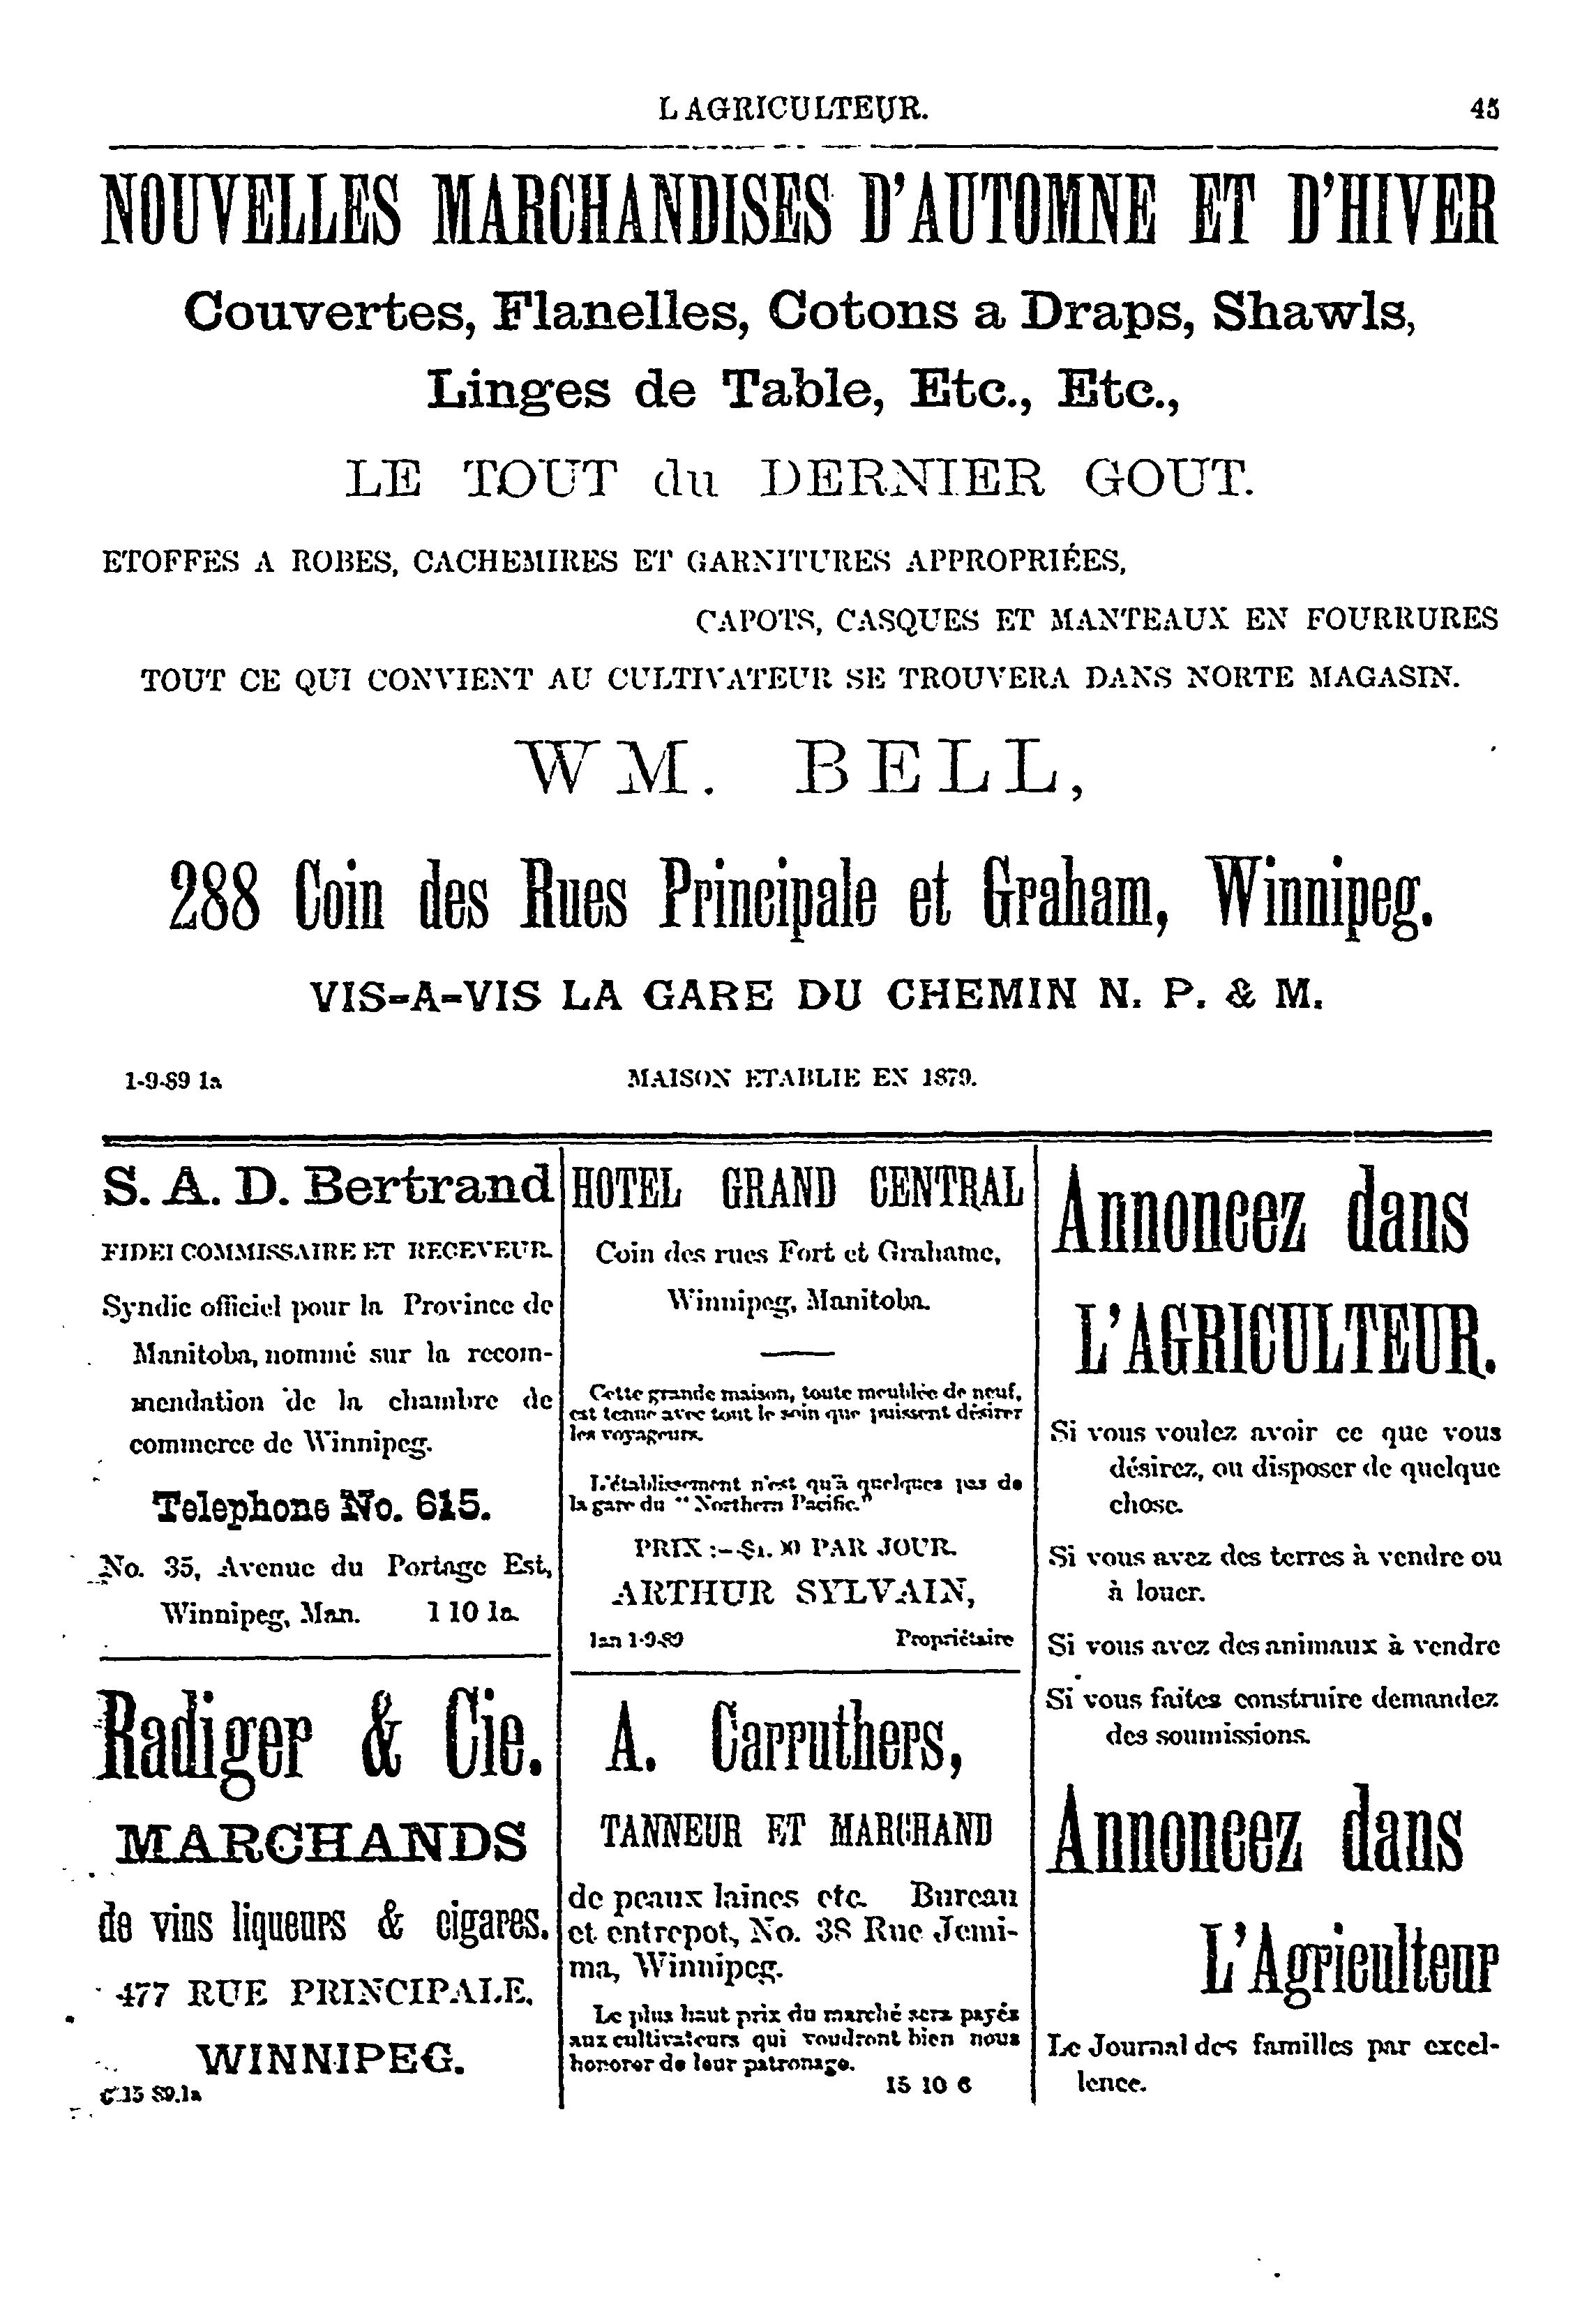 L AGRICULTEUR. 45
NOUVELLES MARCHANDISES D'AUTOMNE ET D'HIVER
Couvertes, Flanelles, Cotons a Draps, Shawls,
Linges de Table, Etc., Etc.,
LE TOUT du DERNIER GOUT.
ETOFFES A ROBES, CACHEMIRES ET GARNITURES APPROPRIÉES,
CAPOTS, CASQUES ET MANTEAUX EN FOURRURES
TOUT CE QUI CONVIENT AU CULTIVATEUR SE TROUVERA DANS NORTE MAGASIN.
WM. BELL,
288 Coin des Rues Principale et Graham, Winnipeg.
VIS-A-VIS LA GARE DU CHEMIN N. P. & M.
1-9-89 1a MAISON ETABLIE EN 1879.
S. A. D. Bertrand
FIDEI COMMISSAIRE ET RECEVEUR.
Syndic officiel pour la Province de
Manitoba, nommé sur la recom-
mendation de la chambre de
commerce de Winnipeg.
Telephone No. 615.
No. 35, Avenue du Portage Est,
Winnipeg, Man. 1 10 1a.
Radiger & Cie.
MARCHANDS
de vins liqueurs & cigares.
477 RUE PRINCIPALE,
WINNIPEG.
15 89.1a
HOTEL GRAND CENTRAL
Coin des rues Fort et Grahame,
Winnipeg, Manitoba.
Cette grande maison, toute meublée de neuf,
est tenue avec tout le soin que puissent désirer
les voyageurs.
L'établissement n'est qu'à quelques pas de
la gare du "Northern Pacific."
PRIX :— PAR JOUR.
ARTHUR SYLVAIN,
1an 1-9-89 Propriétaire
A. Carruthers,
TANNEUR ET MARCHAND
de peaux laines etc. Bureau
et entrepot, No. 38 Rue Jemi-
ma, Winnipeg.
Le plus haut prix du marché sera payés
aux cultivateurs qui voudront bien nous
honorer de leur patronage.
15 10 6
Annoncez dans
L'AGRICULTEUR.
Si vous voulez avoir ce que vous
désirez, ou disposer de quelque
chose.
Si vous avez des terres à vendre ou
à louer.
Si vous avez des animaux à vendre
Si vous faites construire demandez
des soumissions.
Annoncez dans
L'Agriculteur
Le Journal des familles par excel-
lence.